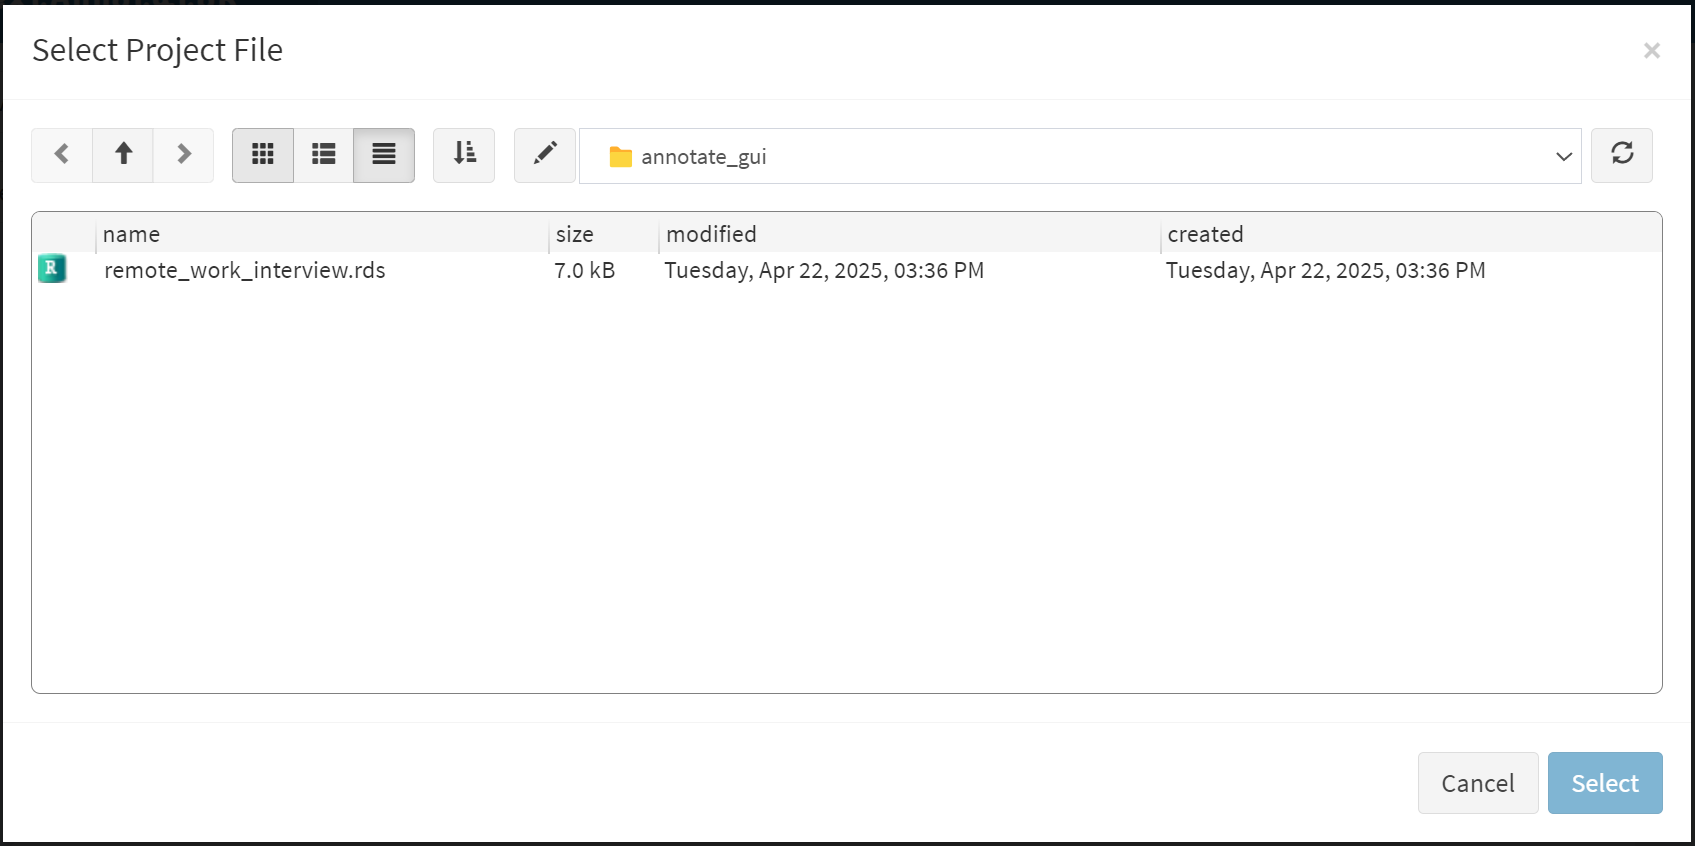 Select Project File
×
annotate_gui
name size modified created
R remote_work_interview.rds 7.0 kB Tuesday, Apr 22, 2025, 03:36 PM Tuesday, Apr 22, 2025, 03:36 PM
Cancel Select